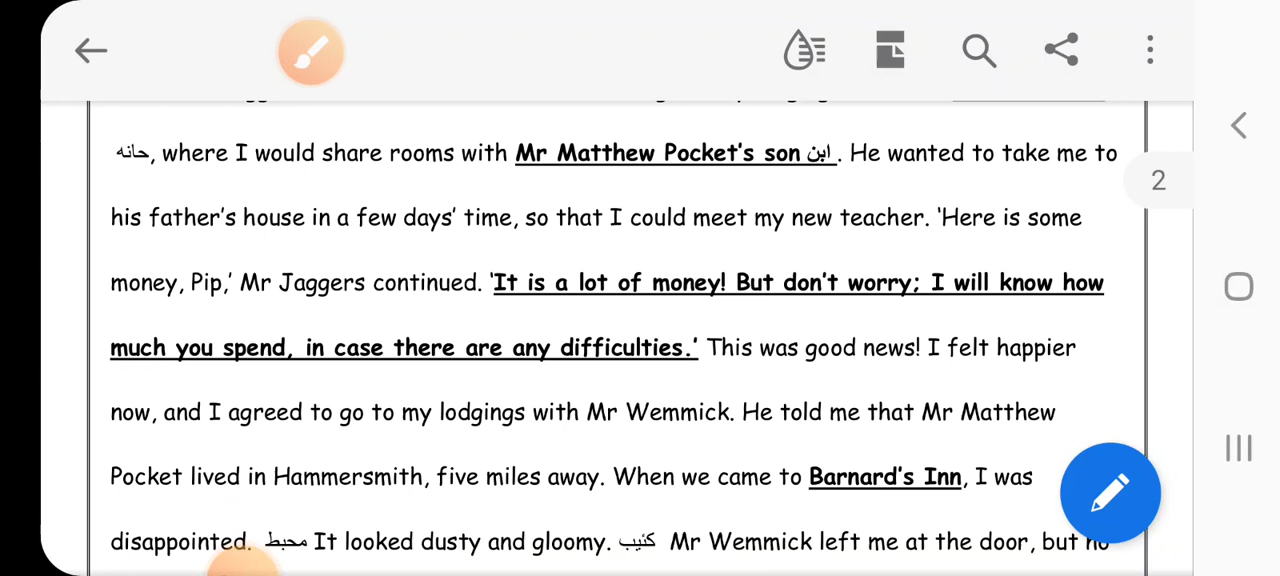 حانه, where I would share rooms with Mr Matthew Pocket's son ابن . He wanted to take me to
2
his father's house in a few days' time, so that I could meet my new teacher. 'Here is some
money, Pip,' Mr Jaggers continued. 'It is a lot of money! But don't worry; I will know how
much you spend, in case there are any difficulties.' This was good news! I felt happier
now, and I agreed to go to my lodgings with Mr Wemmick. He told me that Mr Matthew
Pocket lived in Hammersmith, five miles away. When we came to Barnard's Inn, I was
disappointed. محبط It looked dusty and gloomy. كئيب Mr Wemmick left me at the door, but no